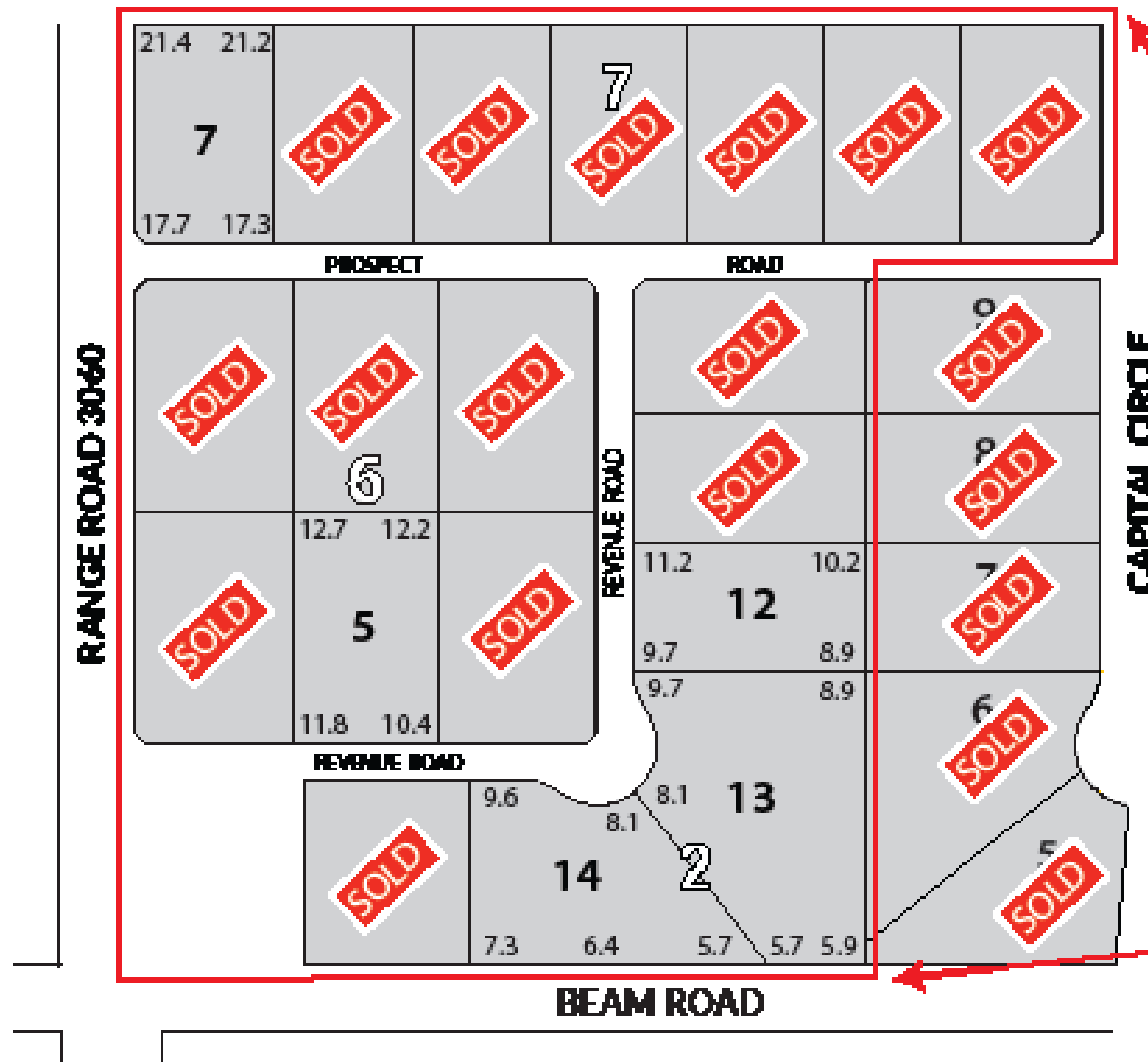 21.4 21.2
7
7
SOLD SOLD SOLD SOLD SOLD SOLD
17.7 17.3
PROSPECT ROAD
RANGE ROAD 3060
CAPITAL CIRCLE
SOLD SOLD SOLD
6
SOLD
9
SOLD
SOLD
8
SOLD
REVENUE ROAD
12.7 12.2
5
SOLD SOLD
11.8 10.4
11.2 10.2
12
9.7 8.9
7
SOLD
REVENUE ROAD
9.7 8.9
8.1 13
6
SOLD
SOLD
9.6 8.1
14
2
5
SOLD
7.3 6.4 5.7 5.7 5.9
BEAM ROAD